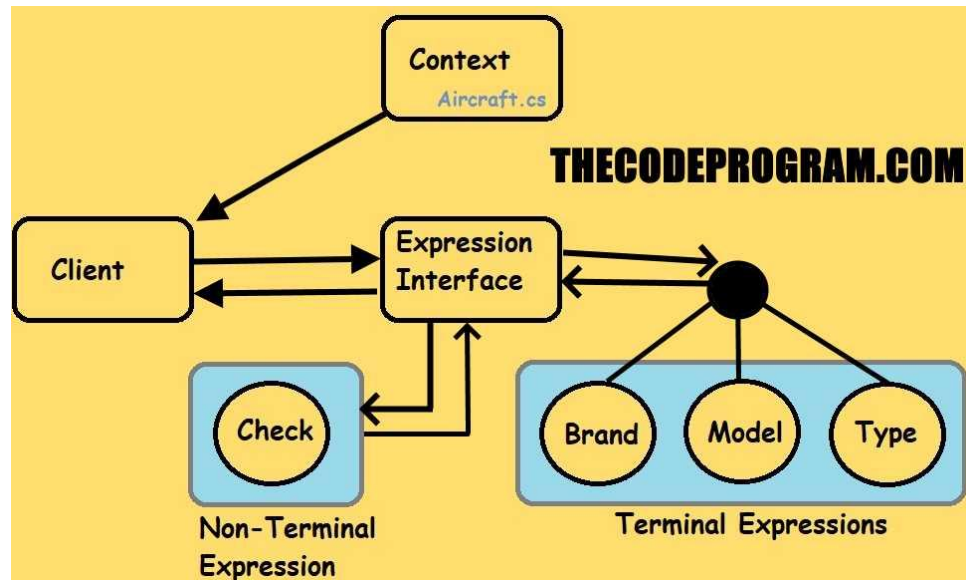 Context
Aircraft.cs
THECODEPROGRAM.COM
Client
Expression
Interface
Check
Brand
Model
Type
Non-Terminal
Expression
Terminal Expressions